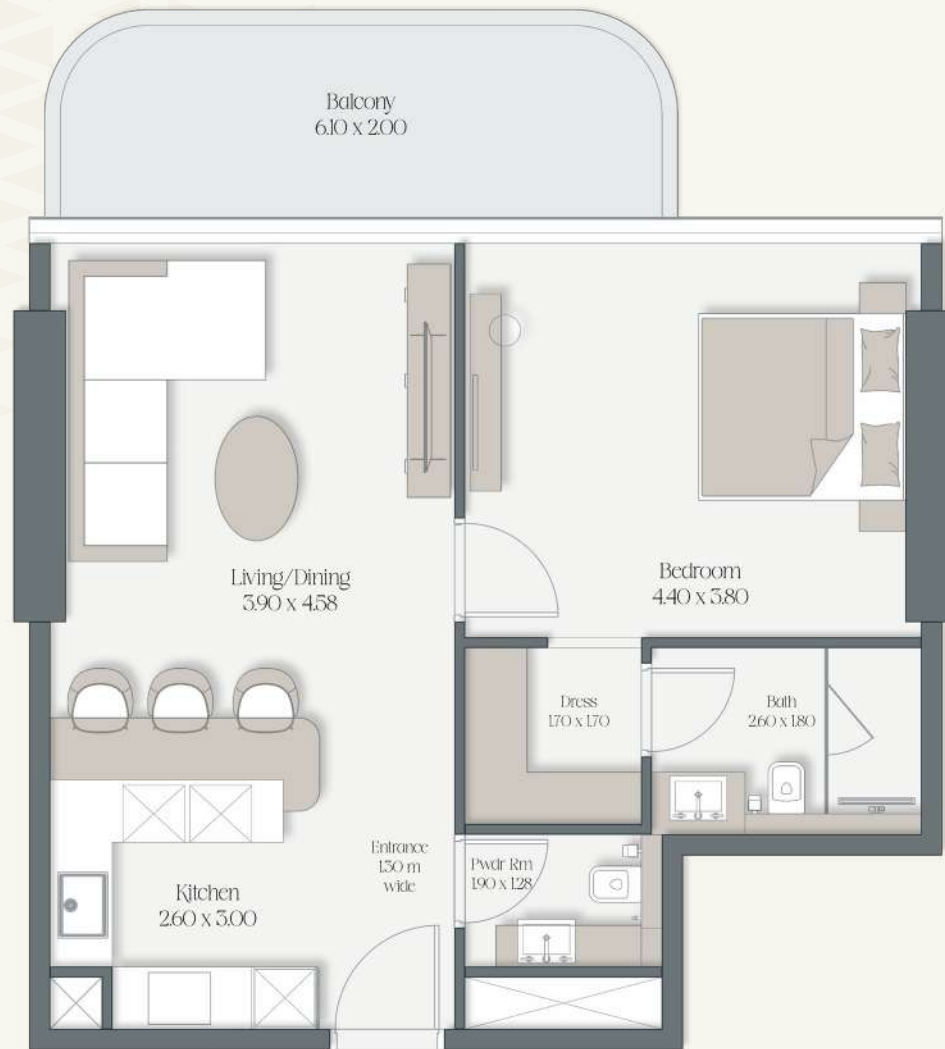 Balcony
6.10 x 2.00
Living/Dining
3.90 x 4.58
Bedroom
4.40 x 3.80
Dress
1.70 x 1.70
Bath
2.60 x 1.80
Entrance
1.30 m
wide
Pwdr Rm
1.90 x 1.28
Kitchen
2.60 x 3.00